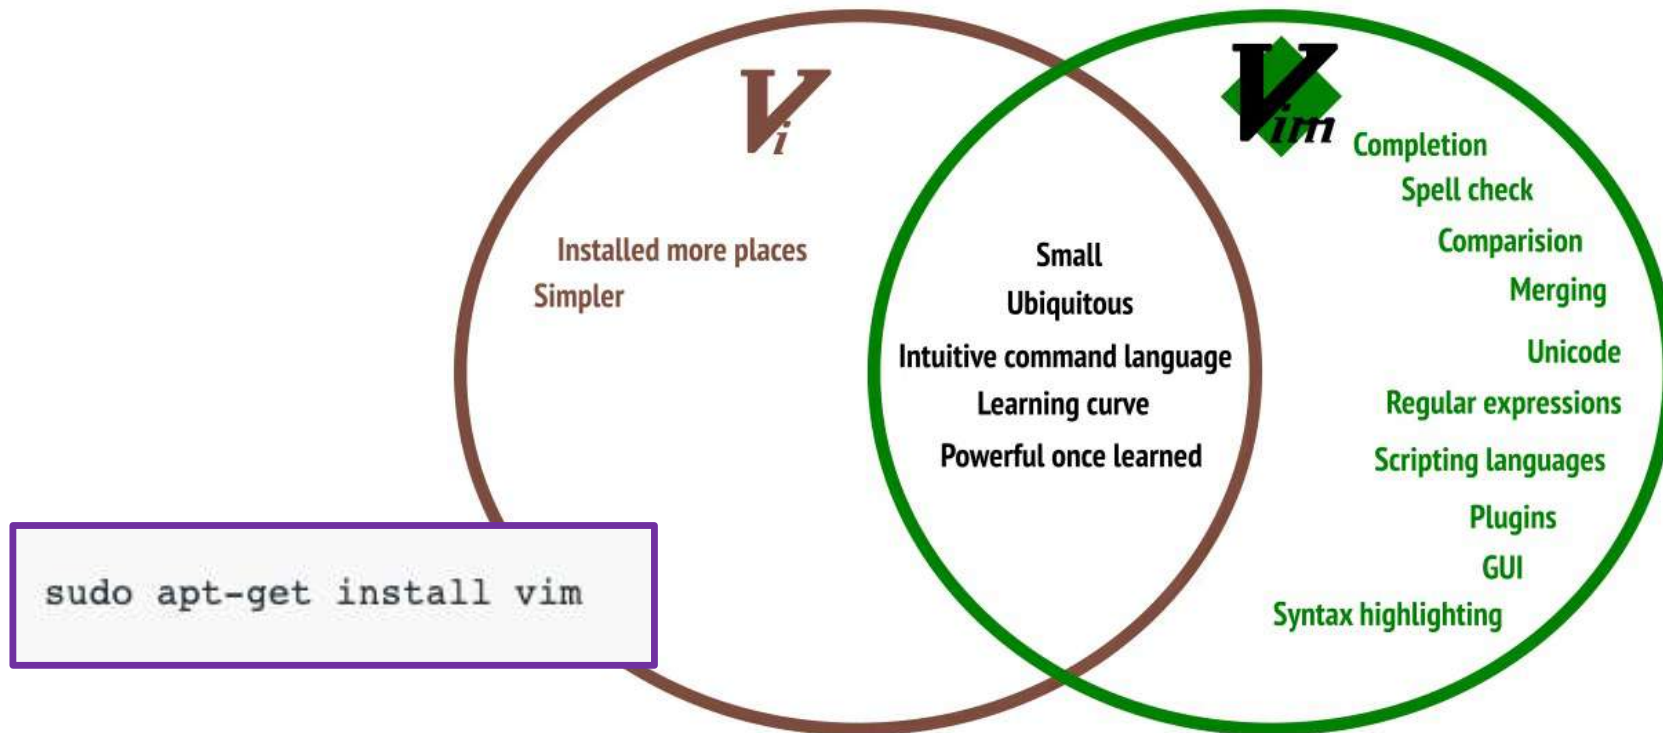 Vi
Installed more places
Simpler
Small
Ubiquitous
Intuitive command language
Learning curve
Powerful once learned
Vim
Completion
Spell check
Comparision
Merging
Unicode
Regular expressions
Scripting languages
Plugins
GUI
Syntax highlighting
sudo apt-get install vim